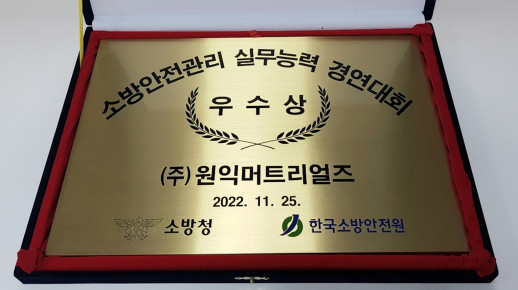 소방안전관리 실무능력 경연대회
우수상
(주)원익머트리얼즈
2022. 11. 25.
소방청 한국소방안전원